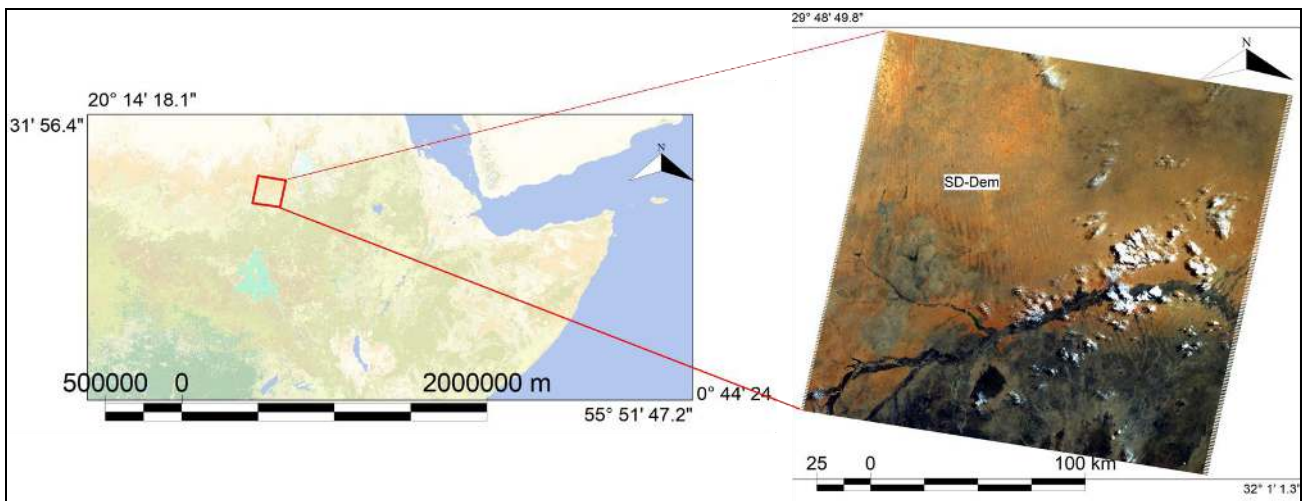 20° 14' 18.1"
31' 56.4"
N
500000 0 2000000 m
0° 44' 24
55° 51' 47.2"
29° 48' 49.8"
N
SD-Dem
25 0 100 km
32° 1' 1.3"